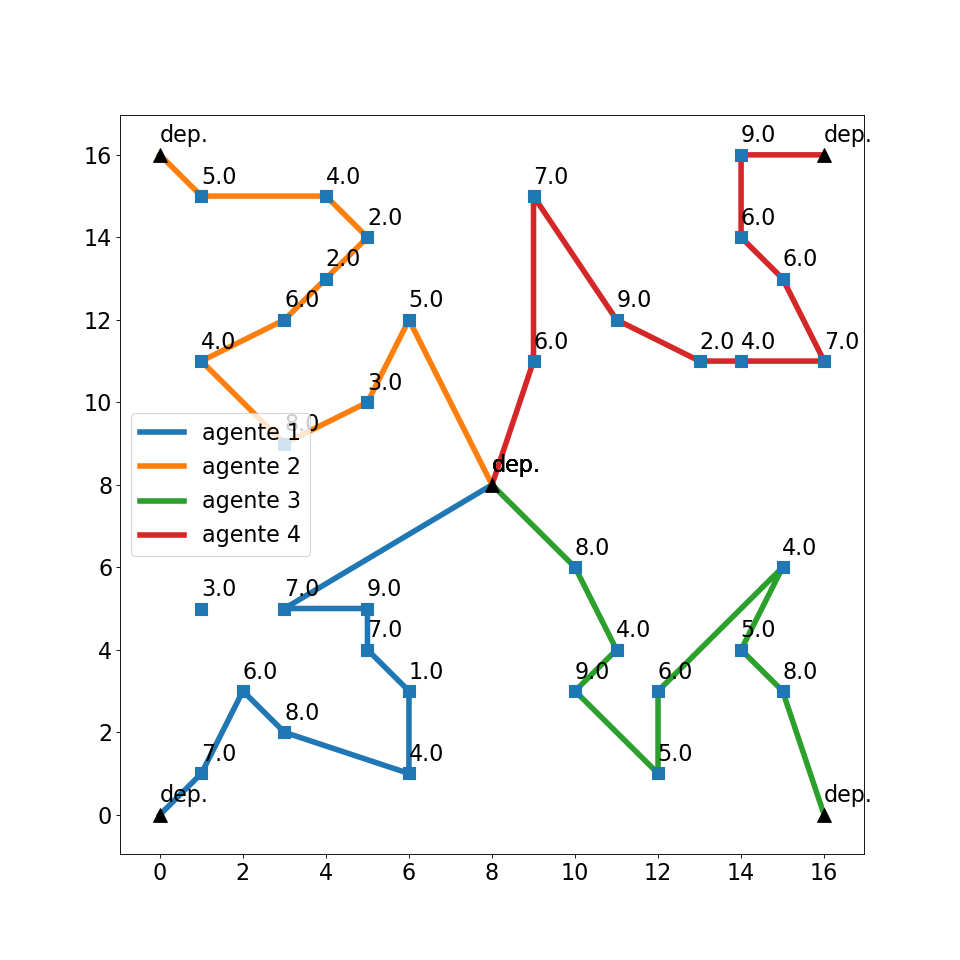 9.0 dep.
dep.
16
5.0 4.0 7.0
2.0 6.0
14
2.0 6.0
6.0 5.0 9.0
12
4.0 6.0 2.0 4.0 7.0
3.0
10
8.0
agente 1
agente 2
agente 3
agente 4
dep.
8
8.0 4.0
6
3.0 7.0 9.0
7.0 4.0 5.0
4
6.0 1.0 9.0 6.0 8.0
8.0
2
7.0 4.0 5.0
dep. dep.
0
0 2 4 6 8 10 12 14 16